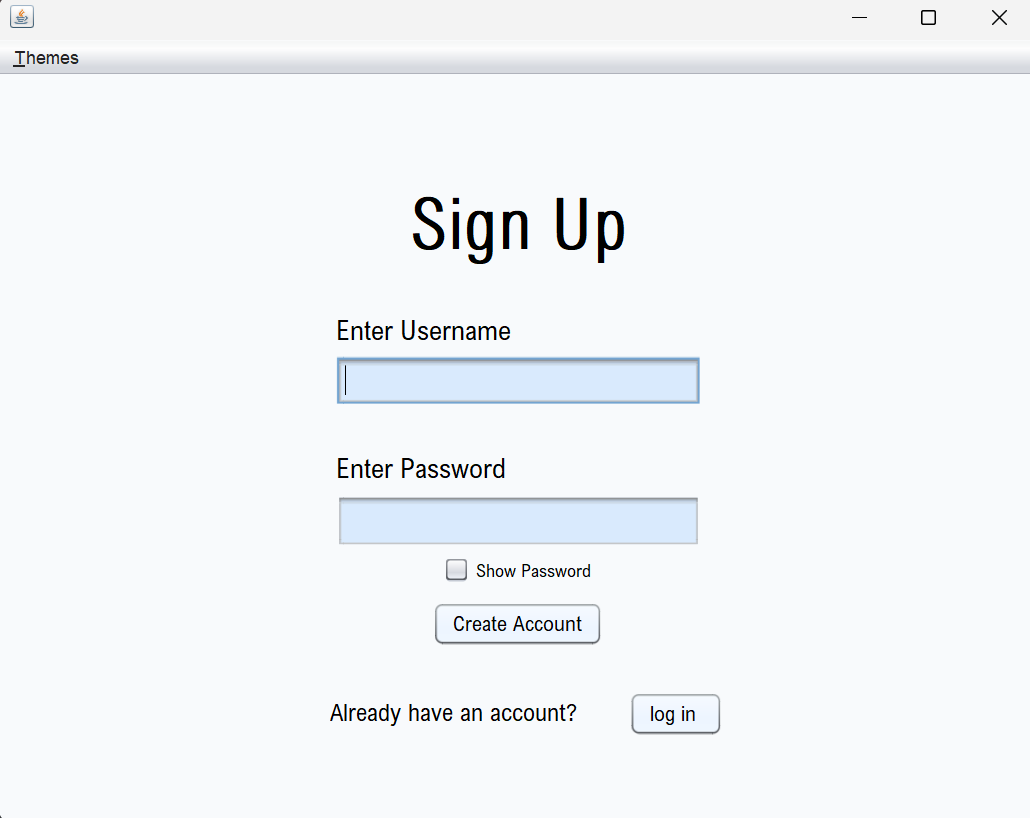 Themes
Sign Up
Enter Username
Enter Password
Show Password
Create Account
Already have an account? log in